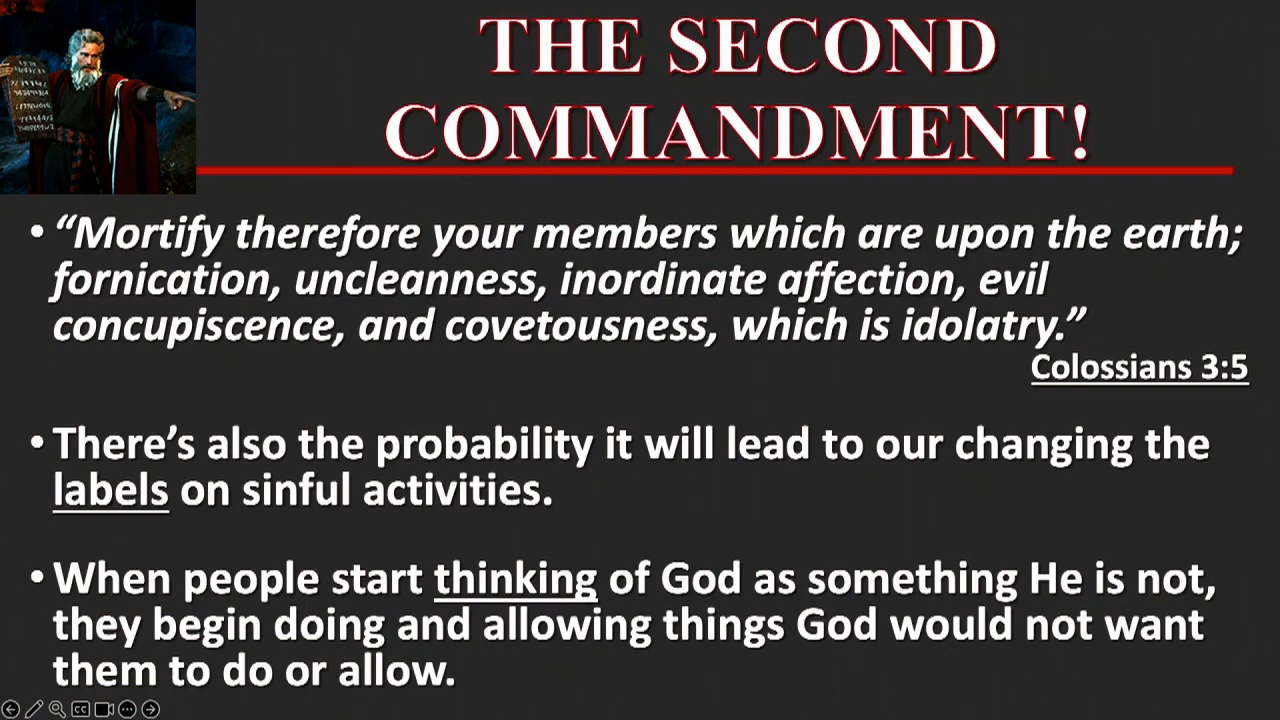 THE SECOND
COMMANDMENT!
• “Mortify therefore your members which are upon the earth;
fornication, uncleanness, inordinate affection, evil
concupiscence, and covetousness, which is idolatry.”
Colossians 3:5
• There’s also the probability it will lead to our changing the
labels on sinful activities.
• When people start thinking of God as something He is not,
they begin doing and allowing things God would not want
them to do or allow.
CC